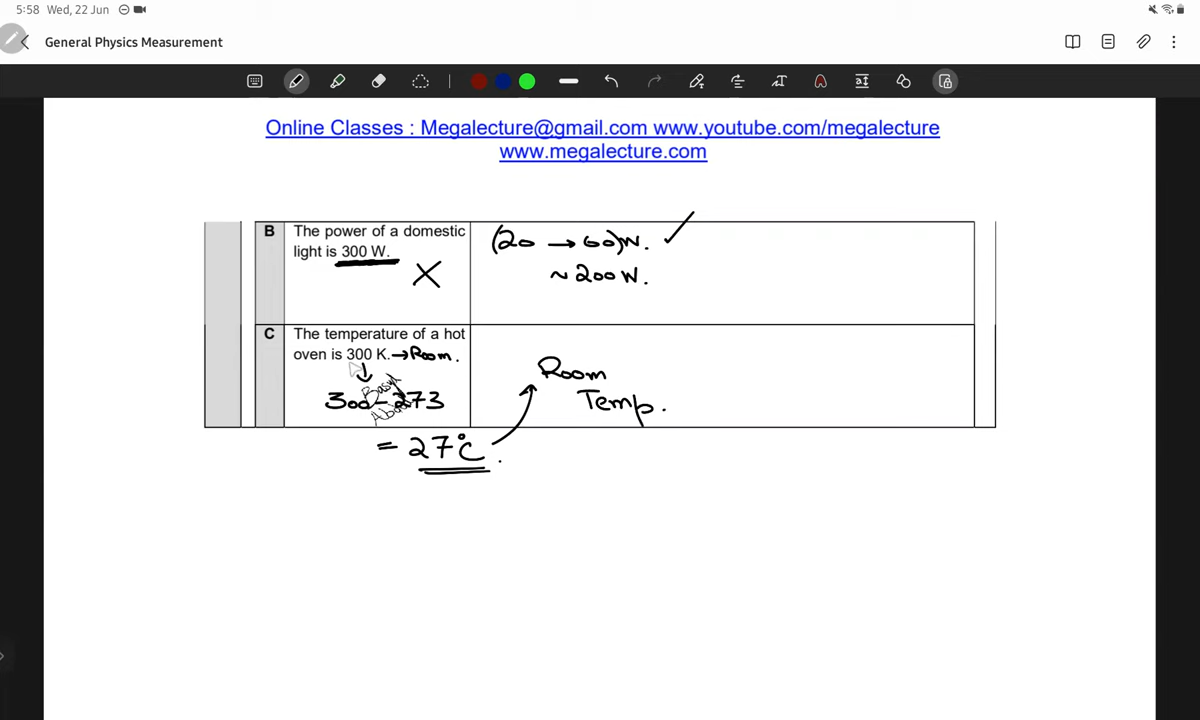 5:58 Wed, 22 Jun
General Physics Measurement
Online Classes : Megalecture@gmail.com www.youtube.com/megalecture
www.megalecture.com
B The power of a domestic
light is 300 W.
(20 → 60)W. ✓
~200 W.
C The temperature of a hot
oven is 300 K. → Room.
300 - 273
= 27°C
Room
Temp.